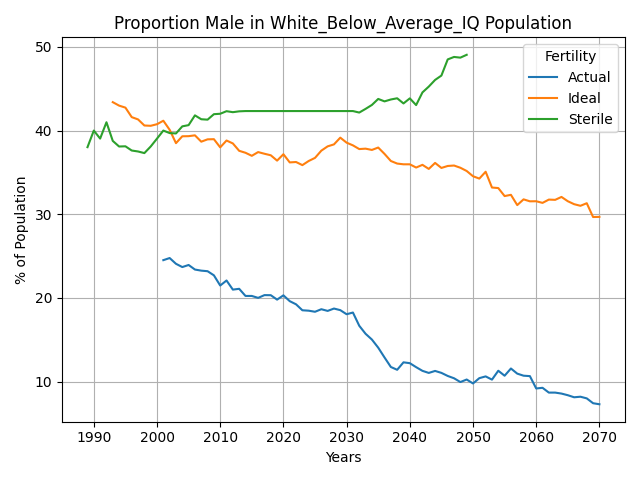 Proportion Male in White_Below_Average_IQ Population
% of Population
50
40
30
20
10
Fertility
Actual
Ideal
Sterile
1990 2000 2010 2020 2030 2040 2050 2060 2070
Years